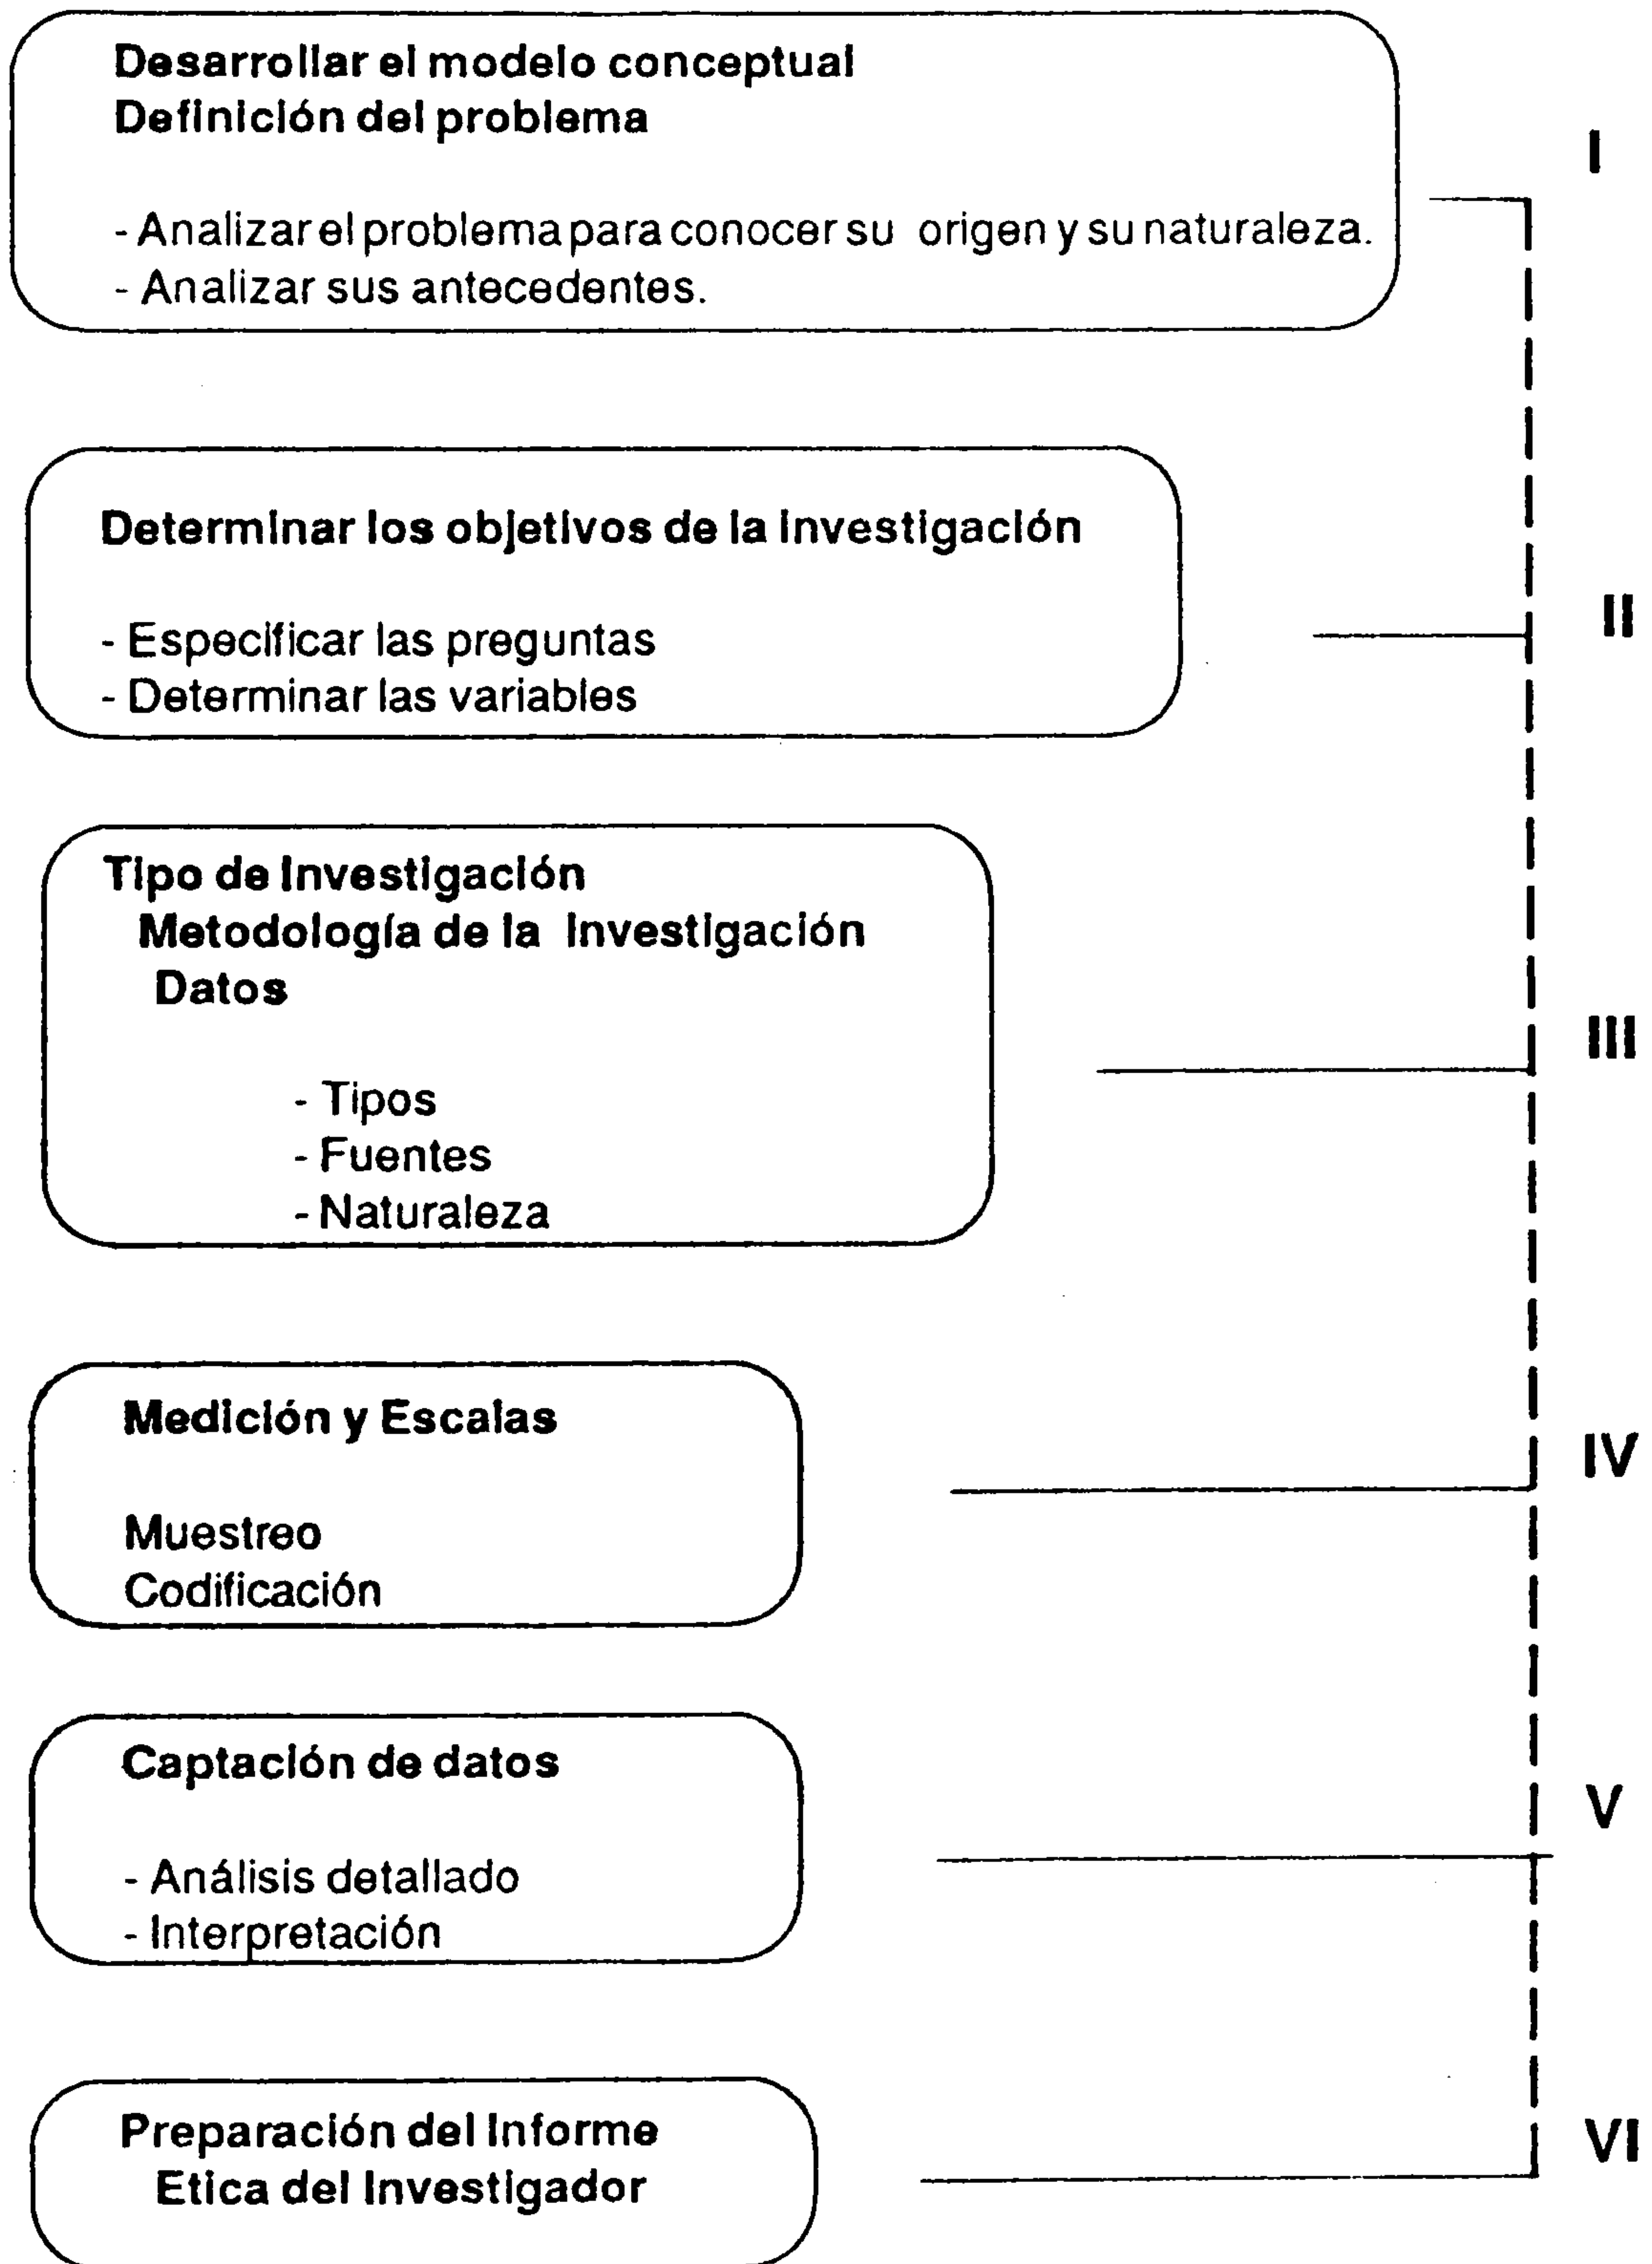 Desarrollar el modelo conceptual
Definición del problema
I
- Analizar el problema para conocer su origen y su naturaleza.
- Analizar sus antecedentes.
Determinar los objetivos de la Investigación
II
- Especificar las preguntas
- Determinar las variables
Tipo de Investigación
Metodología de la Investigación
Datos
III
- Tipos
- Fuentes
- Naturaleza
Medición y Escalas
IV
Muestreo
Codificación
Captación de datos
V
- Análisis detallado
- Interpretación
Preparación del Informe
VI
Etica del Investigador